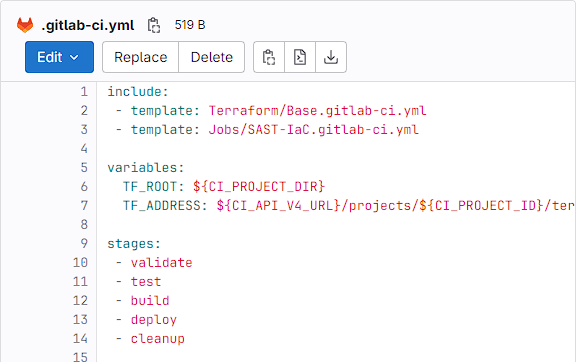 .gitlab-ci.yml 519 B
Edit Replace Delete
1 include:
2 - template: Terraform/Base.gitlab-ci.yml
3 - template: Jobs/SAST-IaC.gitlab-ci.yml
4
5 variables:
6 TF_ROOT: ${CI_PROJECT_DIR}
7 TF_ADDRESS: ${CI_API_V4_URL}/projects/${CI_PROJECT_ID}/ter
8
9 stages:
10 - validate
11 - test
12 - build
13 - deploy
14 - cleanup
15